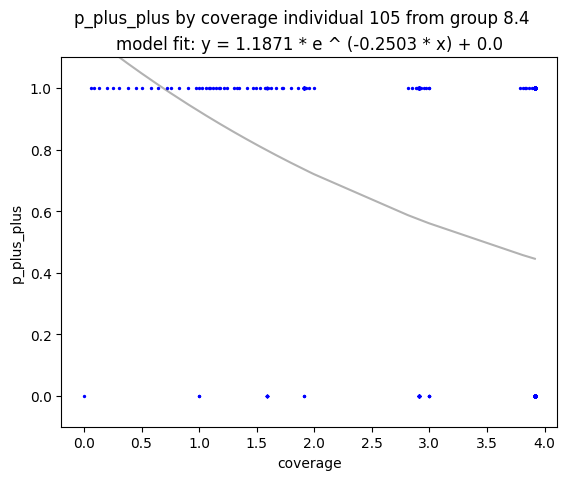 p_plus_plus by coverage individual 105 from group 8.4
model fit: y = 1.1871 * e ^ (-0.2503 * x) + 0.0
1.0
0.8
0.6
0.4
0.2
0.0
p_plus_plus
0.0 0.5 1.0 1.5 2.0 2.5 3.0 3.5 4.0
coverage